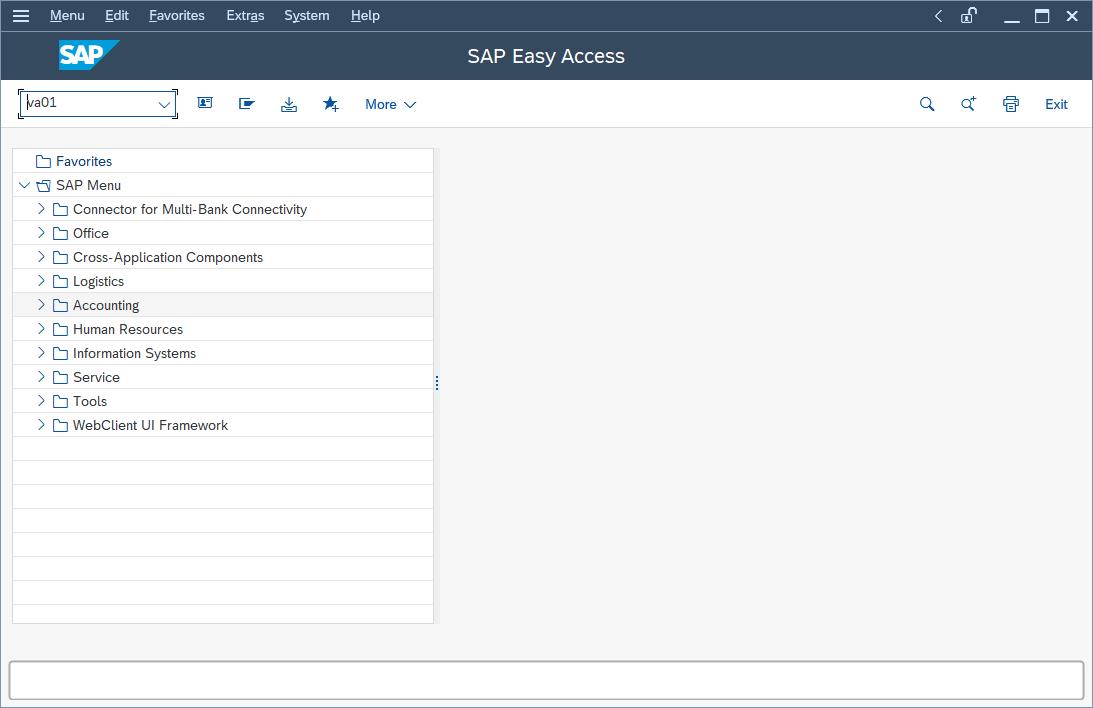 Menu Edit Favorites Extras System Help
SAP SAP Easy Access
va01 More Exit
Favorites
SAP Menu
Connector for Multi-Bank Connectivity
Office
Cross-Application Components
Logistics
Accounting
Human Resources
Information Systems
Service
Tools
WebClient UI Framework